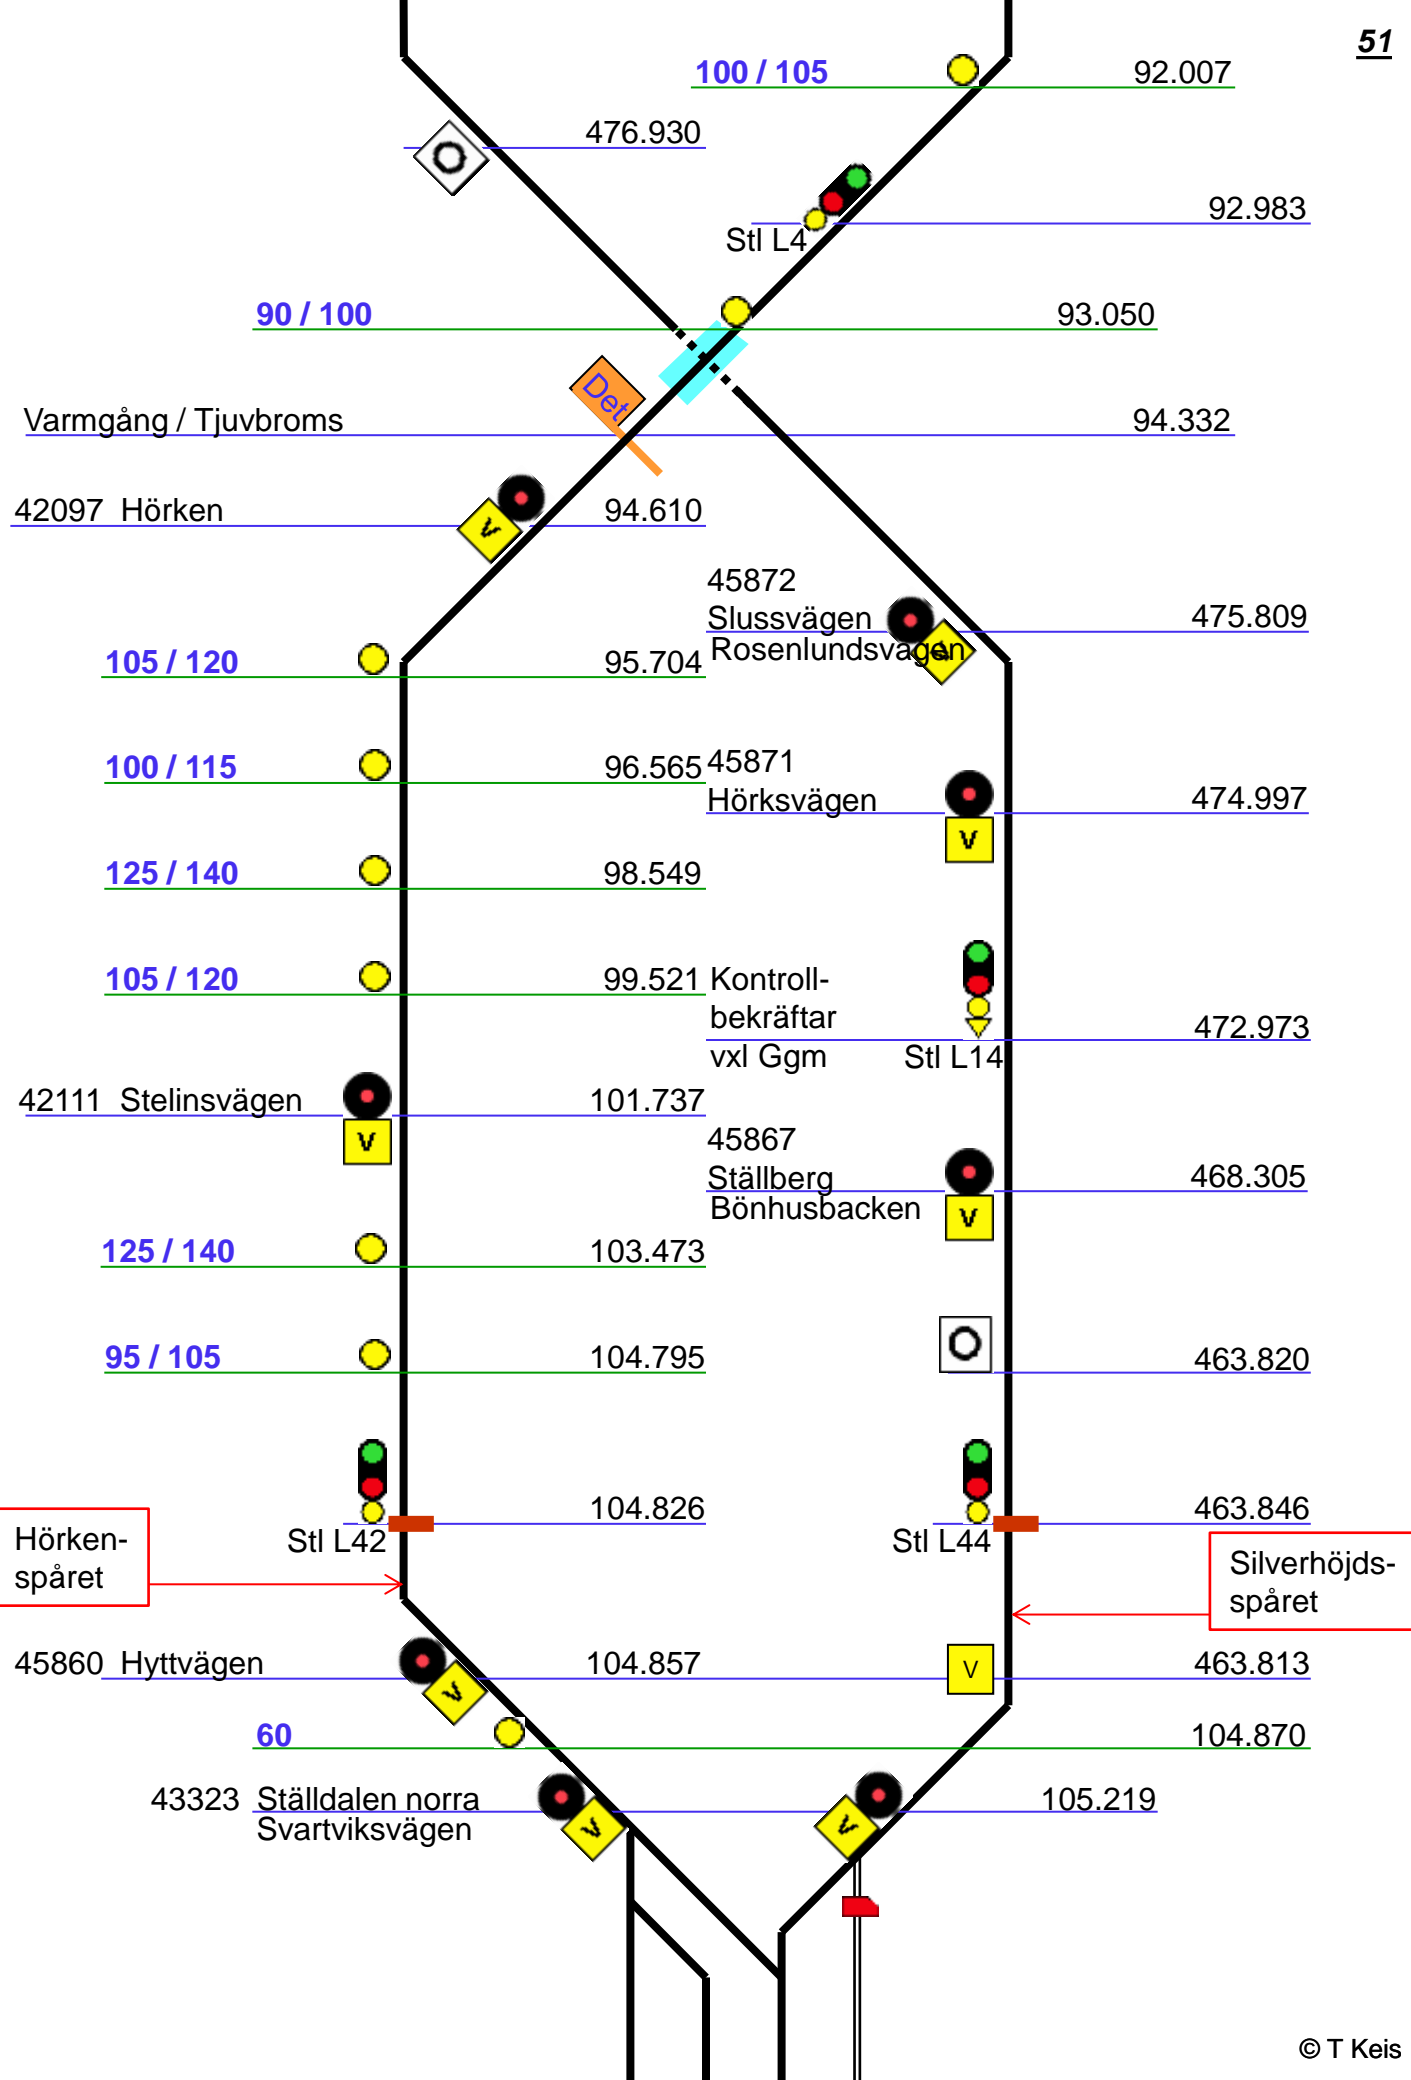 51
100 / 105 92.007
476.930
92.983
Stl L4
90 / 100 93.050
Det
Varmgång / Tjuvbroms 94.332
42097 Hörken 94.610
V
45872
Slussvägen 475.809
Rosenlundsvägen
V
105 / 120 95.704
100 / 115 96.565
45871
Hörksvägen 474.997
V
125 / 140 98.549
105 / 120 99.521
Kontroll-
bekräftar 472.973
vxl Ggm Stl L14
42111 Stelinsvägen 101.737
V
45867
Ställberg 468.305
Bönhusbacken
V
125 / 140 103.473
95 / 105 104.795
463.820
104.826
Stl L42
463.846
Stl L44
Hörken-
spåret
Silverhöjds-
spåret
45860 Hyttvägen 104.857
V
V 463.813
60 104.870
43323 Ställdalen norra 105.219
Svartviksvägen
V
V
© T Keis